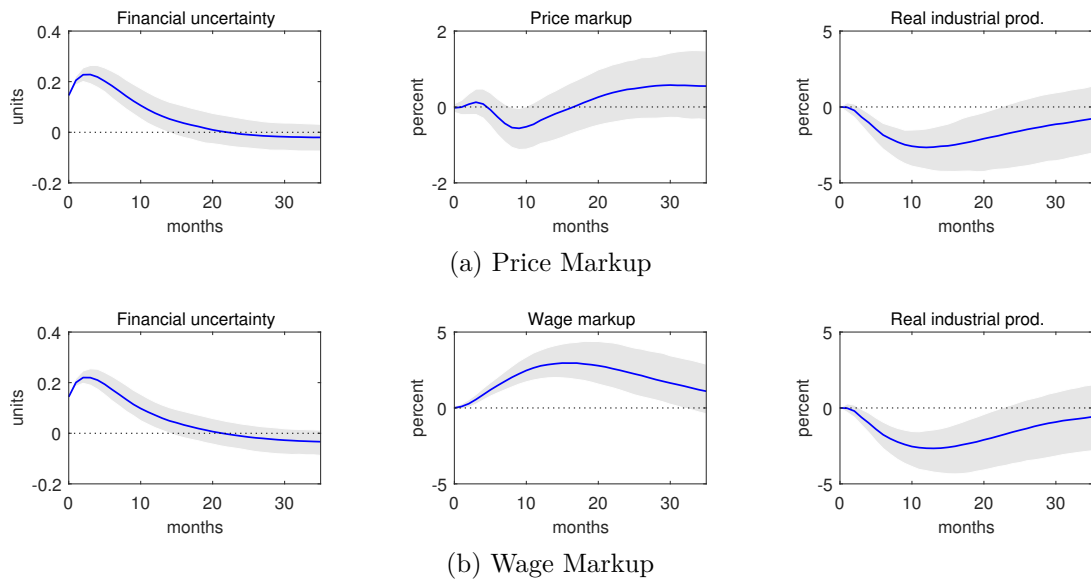 Financial uncertainty
Price markup
Real industrial prod.
0.4
0.2
0
-0.2
units
0 10 20 30
months
2
0
-2
percent
0 10 20 30
months
5
0
-5
percent
0 10 20 30
months
(a) Price Markup
Financial uncertainty
Wage markup
Real industrial prod.
0.4
0.2
0
-0.2
units
0 10 20 30
months
5
0
-5
percent
0 10 20 30
months
5
0
-5
percent
0 10 20 30
months
(b) Wage Markup